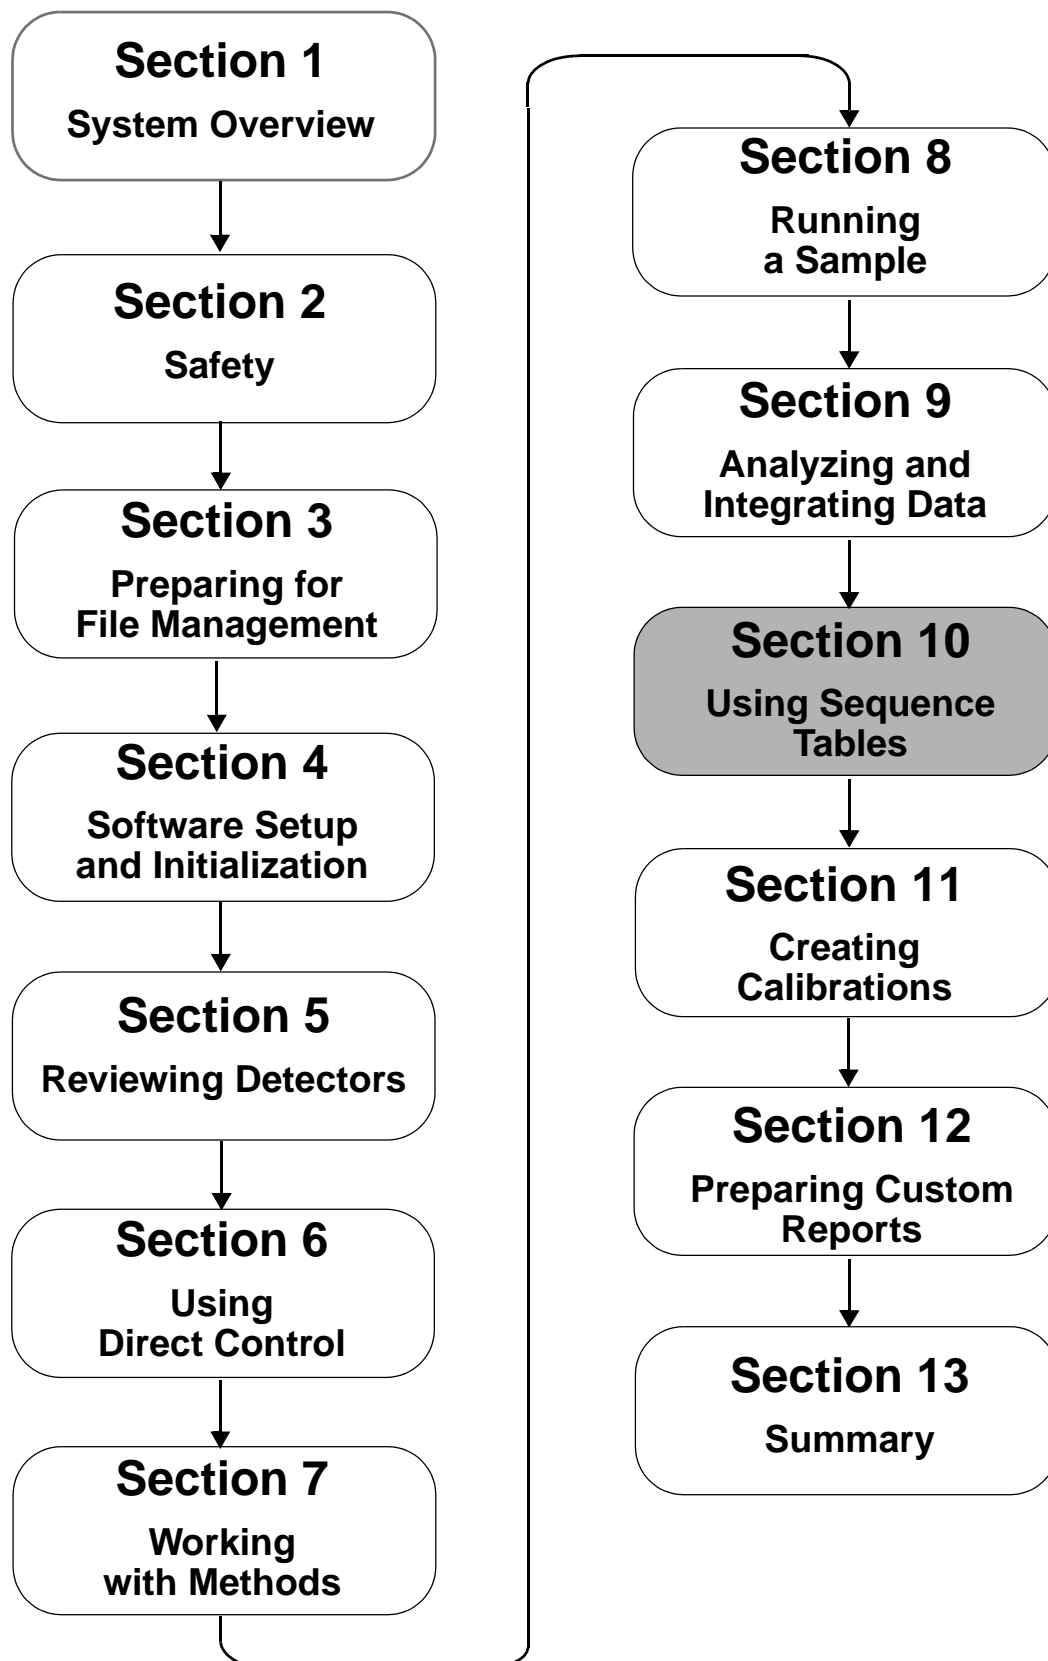 Section 1
System Overview
Section 2
Safety
Section 3
Preparing for
File Management
Section 4
Software Setup
and Initialization
Section 5
Reviewing Detectors
Section 6
Using
Direct Control
Section 7
Working
with Methods
Section 8
Running
a Sample
Section 9
Analyzing and
Integrating Data
Section 10
Using Sequence
Tables
Section 11
Creating
Calibrations
Section 12
Preparing Custom
Reports
Section 13
Summary